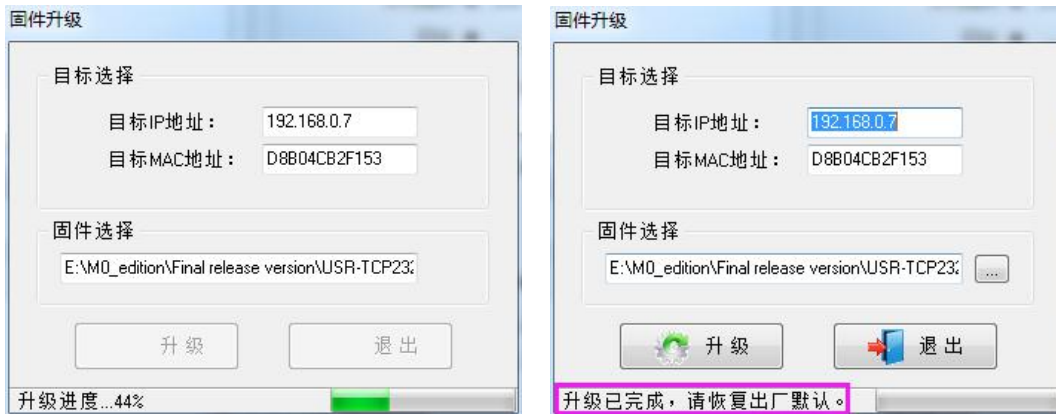 固件升级
目标选择
目标IP地址：
192.168.0.7
目标MAC地址：
D8B04CB2F153
固件选择
E:\M0_edition\Final release version\USR-TCP232
升级
退出
升级进度...44%
固件升级
目标选择
目标IP地址：
192.168.0.7
目标MAC地址：
D8B04CB2F153
固件选择
E:\M0_edition\Final release version\USR-TCP232
...
升级
退出
升级已完成，请恢复出厂默认。